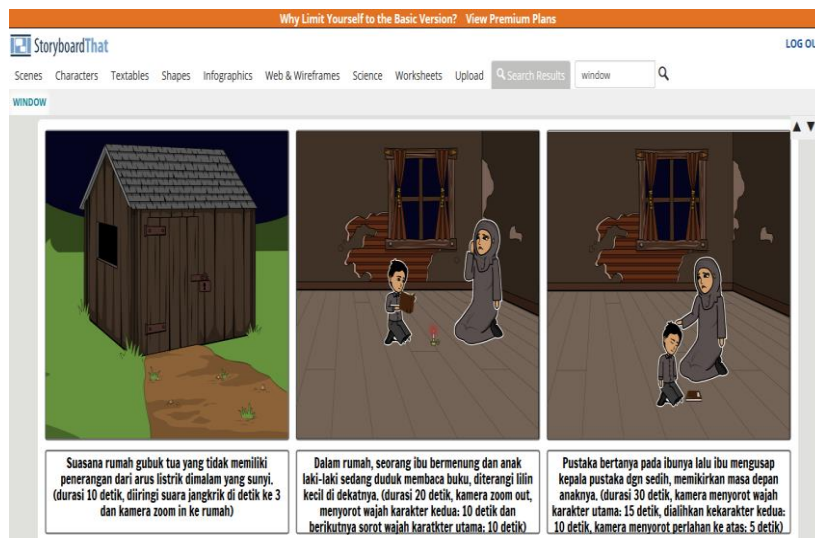 Why Limit Yourself to the Basic Version? View Premium Plans
StoryboardThat
LOG OU
Scenes Characters Textables Shapes Infographics Web & Wireframes Science Worksheets Upload Search Results window
WINDOW
Suasana rumah gubuk tua yang tidak memiliki
penerangan dari arus listrik dimalam yang sunyi.
(durasi 10 detik, diiringi suara jangkrik di detik ke 3
dan kamera zoom in ke rumah)
Dalam rumah, seorang ibu bermenung dan anak
laki-laki sedang duduk membaca buku, diterangi lilin
kecil di dekatnya. (durasi 20 detik, kamera zoom out,
menyorot wajah karakter kedua: 10 detik dan
berikutnya sorot wajah karatkter utama: 10 detik)
Pustaka bertanya pada ibunya lalu ibu mengusap
kepala pustaka dgn sedih, memikirkan masa depan
anaknya. (durasi 30 detik, kamera menyorot wajah
karakter utama: 15 detik, dialihkan kekarakter kedua:
10 detik, kamera menyorot perlahan ke atas: 5 detik)